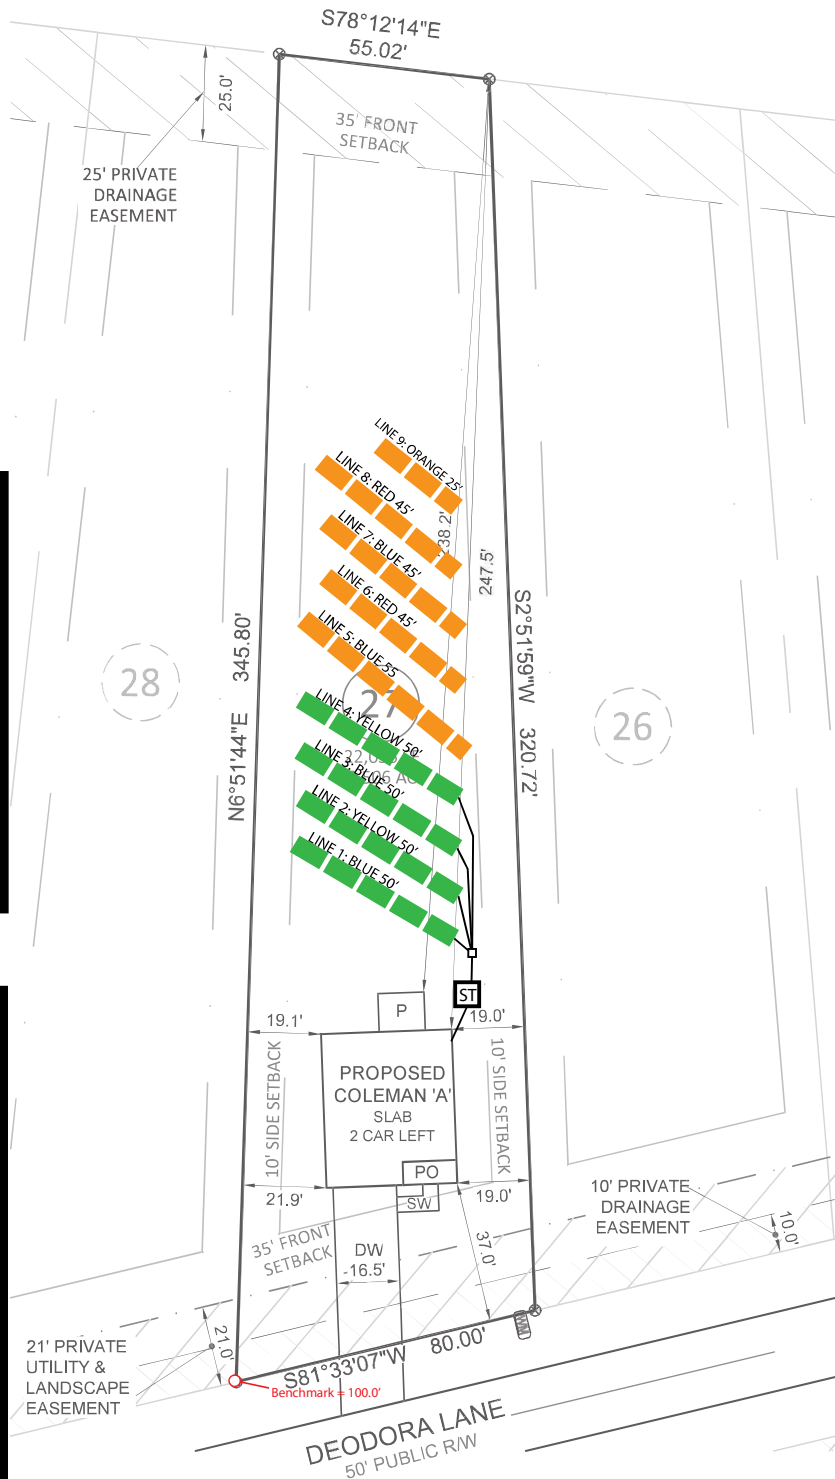 S78°12'14"E
55.02'
25.0'
35' FRONT
SETBACK
25' PRIVATE
DRAINAGE
EASEMENT
LINE 9: ORANGE 25'
LINE 8: RED 45'
LINE 7: BLUE 45'
LINE 6: RED 45'
LINE 5: BLUE 55
LINE 4: YELLOW 50'
LINE 3: BLUE 50'
LINE 2: YELLOW 50'
LINE 1: BLUE 50'
238.2'
247.5'
N6°51'44"E 345.80'
S2°51'59"W 320.72'
28
27
26
ST
P
19.1'
19.0'
10' SIDE SETBACK
10' SIDE SETBACK
PROPOSED
COLEMAN 'A'
SLAB
2 CAR LEFT
PO
SW
21.9'
19.0'
35' FRONT
SETBACK
DW
16.5'
37.0'
10' PRIVATE
DRAINAGE
EASEMENT
10.0'
21' PRIVATE
UTILITY &
LANDSCAPE
EASEMENT
21.0'
WM
S81°33'07"W 80.00'
Benchmark = 100.0'
DEODORA LANE
50' PUBLIC R/W